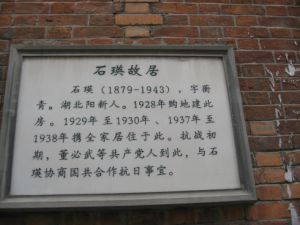 石瑛故居
石瑛(1879-1943),字蘅
青。湖北阳新人。1928年购地建此
房。1929年至1930年、1937年至
1938年携全家居住于此。抗战初
期,董必武等共产党人到此,与石
瑛协商国共合作抗日事宜。